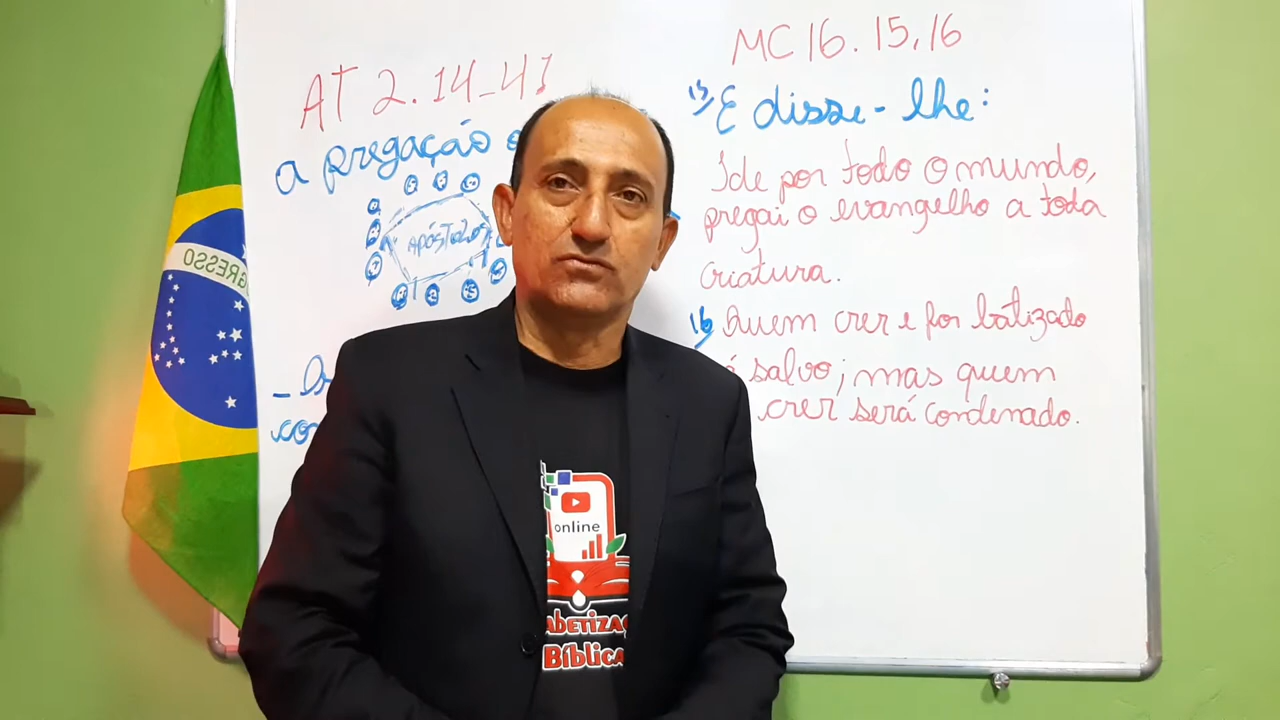 AT 2.14-41
a pregação
APÓSTOLOS
MC 16.15,16
15, E disse-lhe:
Ide por todo o mundo,
pregai o evangelho a toda
criatura.
16, Quem crer e for batizado
salvo; mas quem
crer será condenado.
online
Bíblica